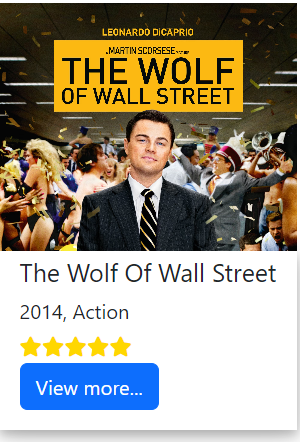 LEONARDO DICAPRIO
A MARTIN SCORSESE PICTURE
THE WOLF
OF WALL STREET
The Wolf Of Wall Street
2014, Action
View more...